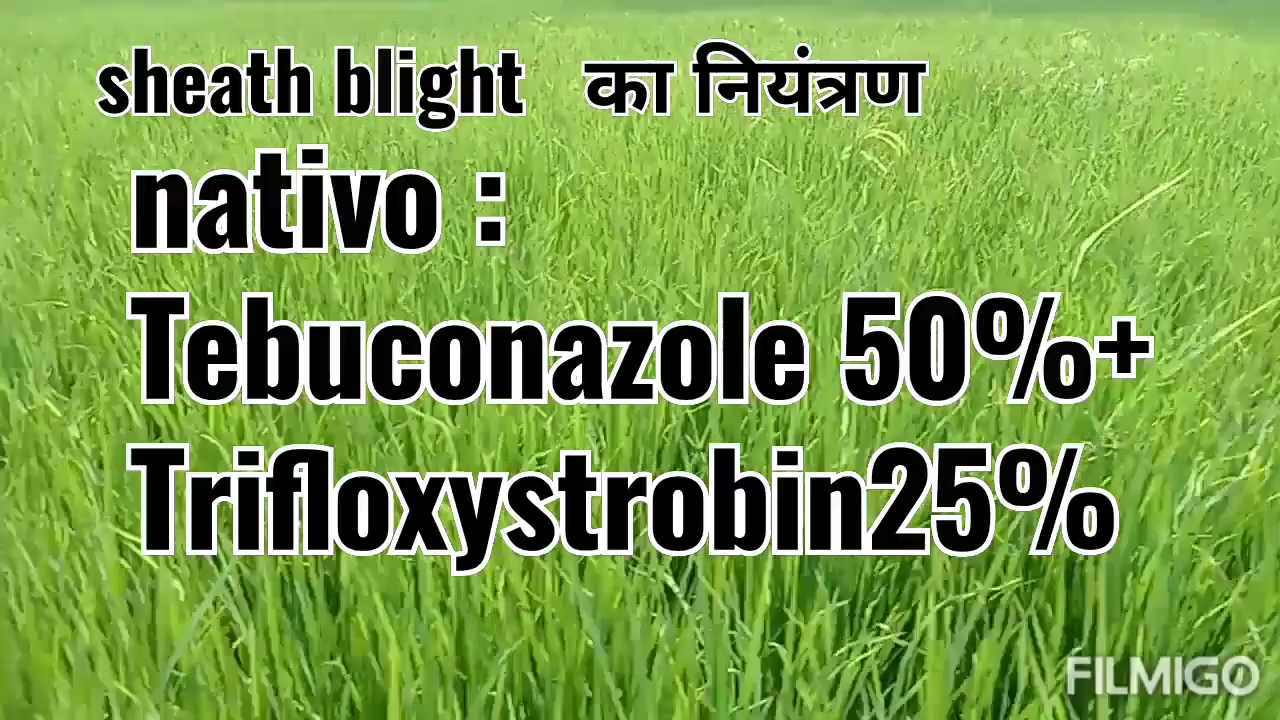 sheath blight का नियंत्रण
nativo :
Tebuconazole 50%+
Trifloxystrobin25%
FILMIGO